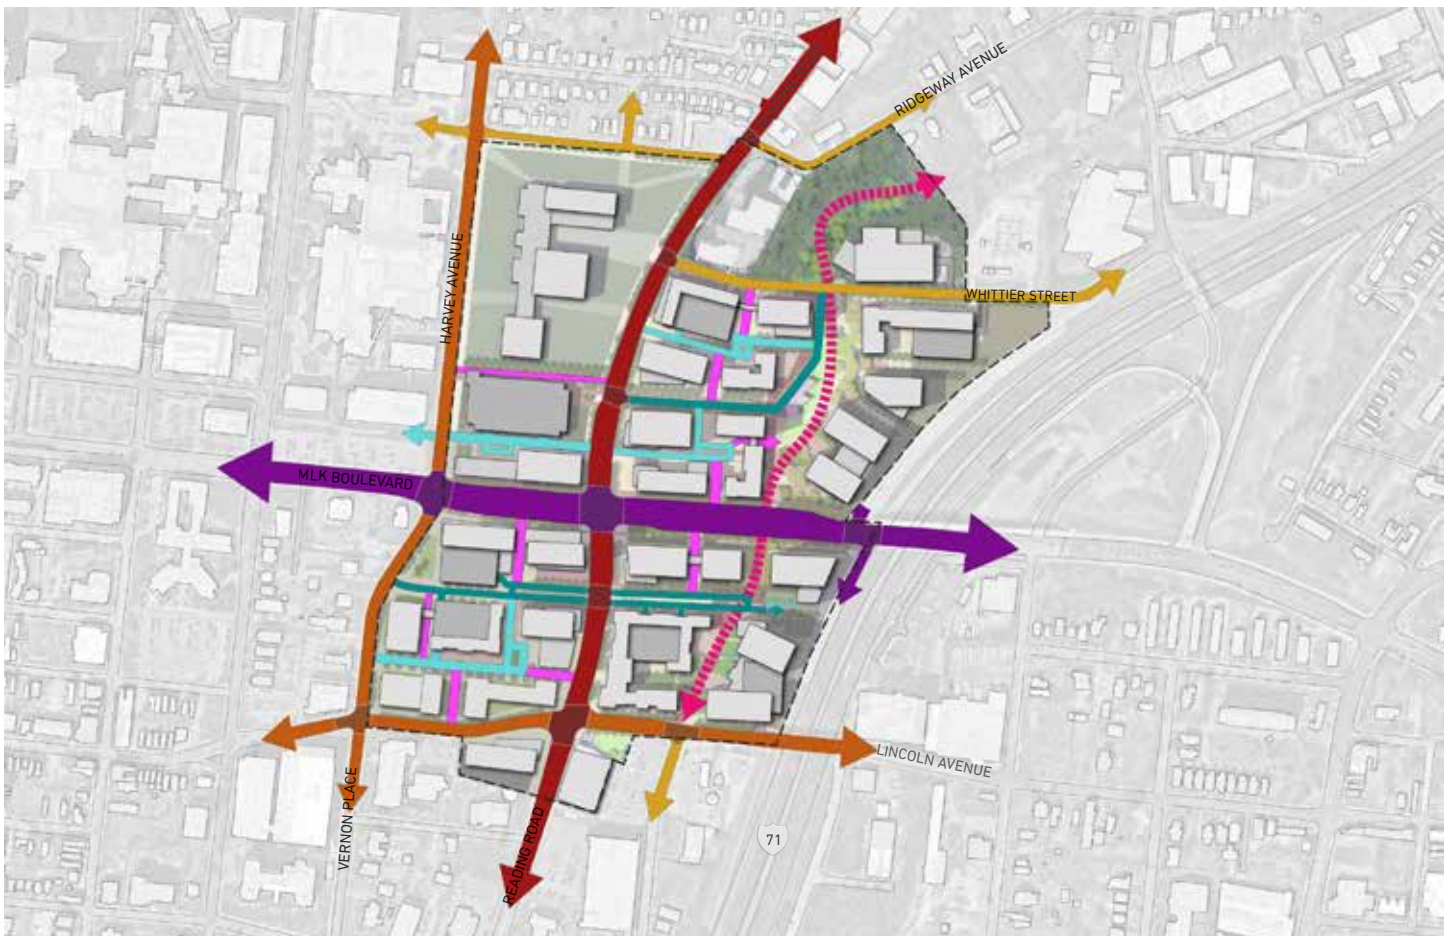 RIDGEWAY AVENUE
HARVEY AVENUE
WHITTIER STREET
MLK BOULEVARD
LINCOLN AVENUE
VERNON PLACE
READING ROAD
71